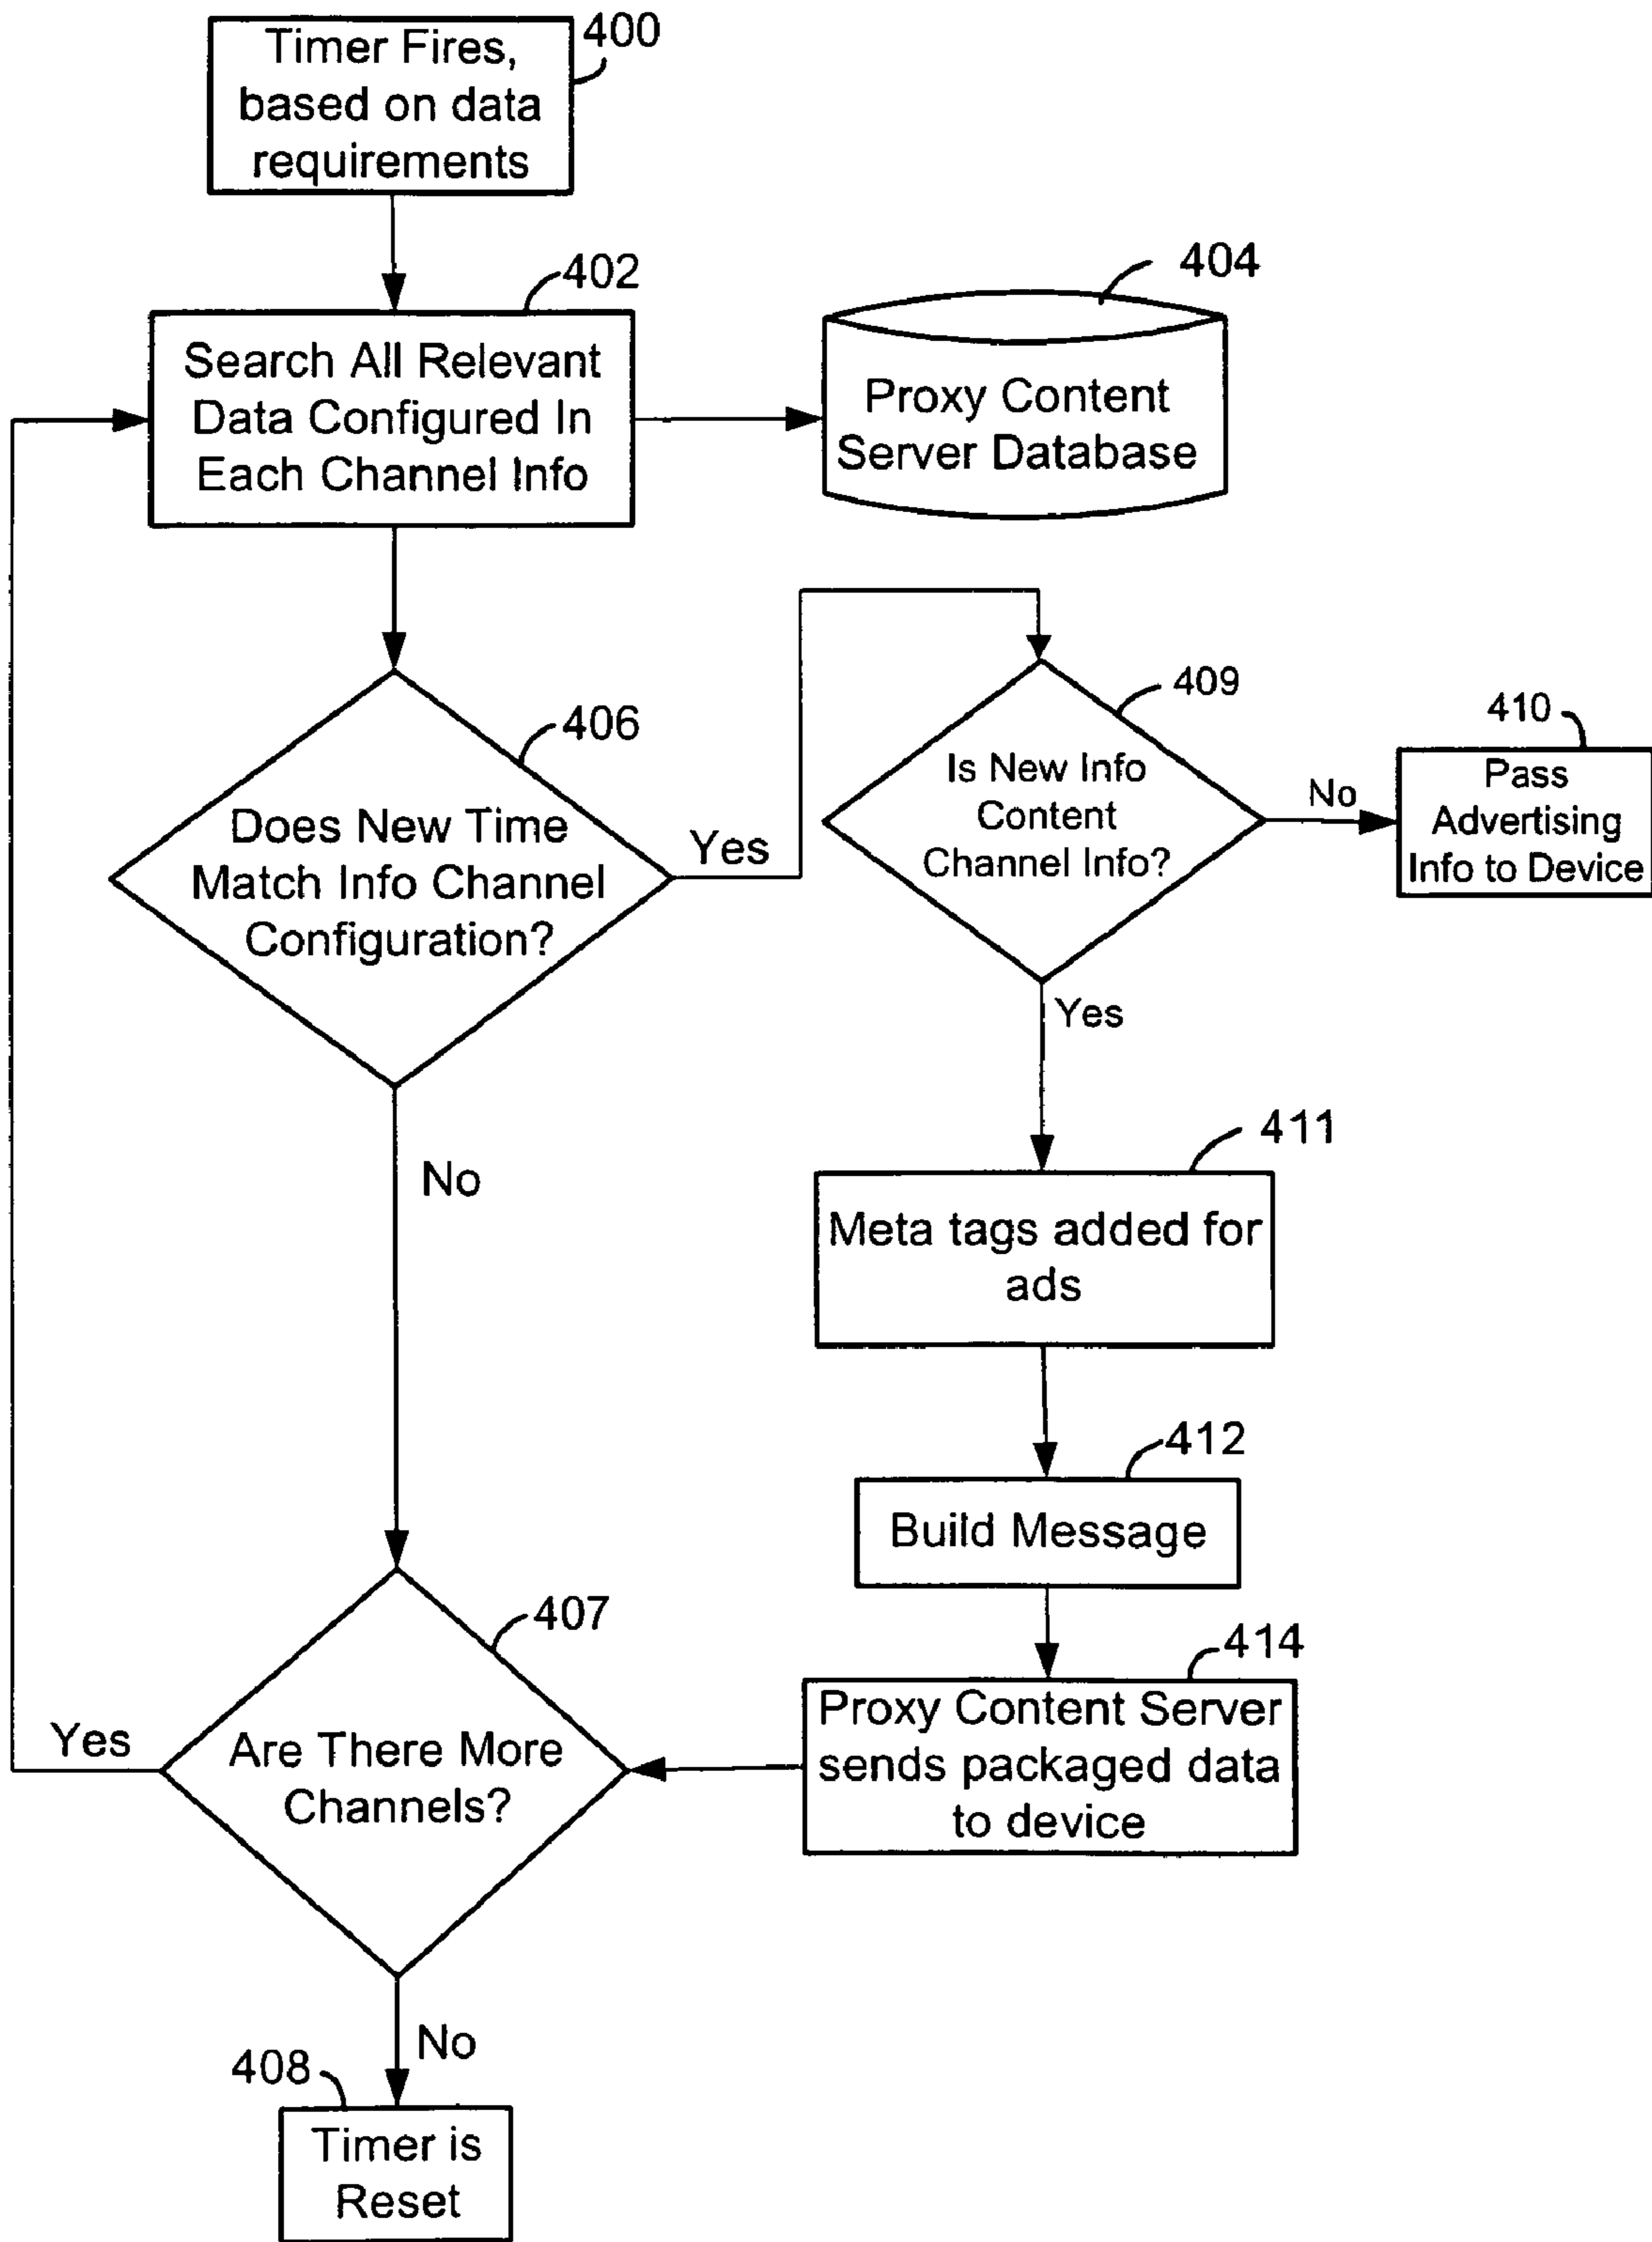 400
Timer Fires,
based on data
requirements
402
Search All Relevant
Data Configured In
Each Channel Info
404
Proxy Content
Server Database
406
Does New Time
Match Info Channel
Configuration?
Yes
409
Is New Info
Content
Channel Info?
No
410
Pass
Advertising
Info to Device
Yes
411
Meta tags added for
ads
No
412
Build Message
407
Are There More
Channels?
Yes
414
Proxy Content Server
sends packaged data
to device
No
408
Timer is
Reset